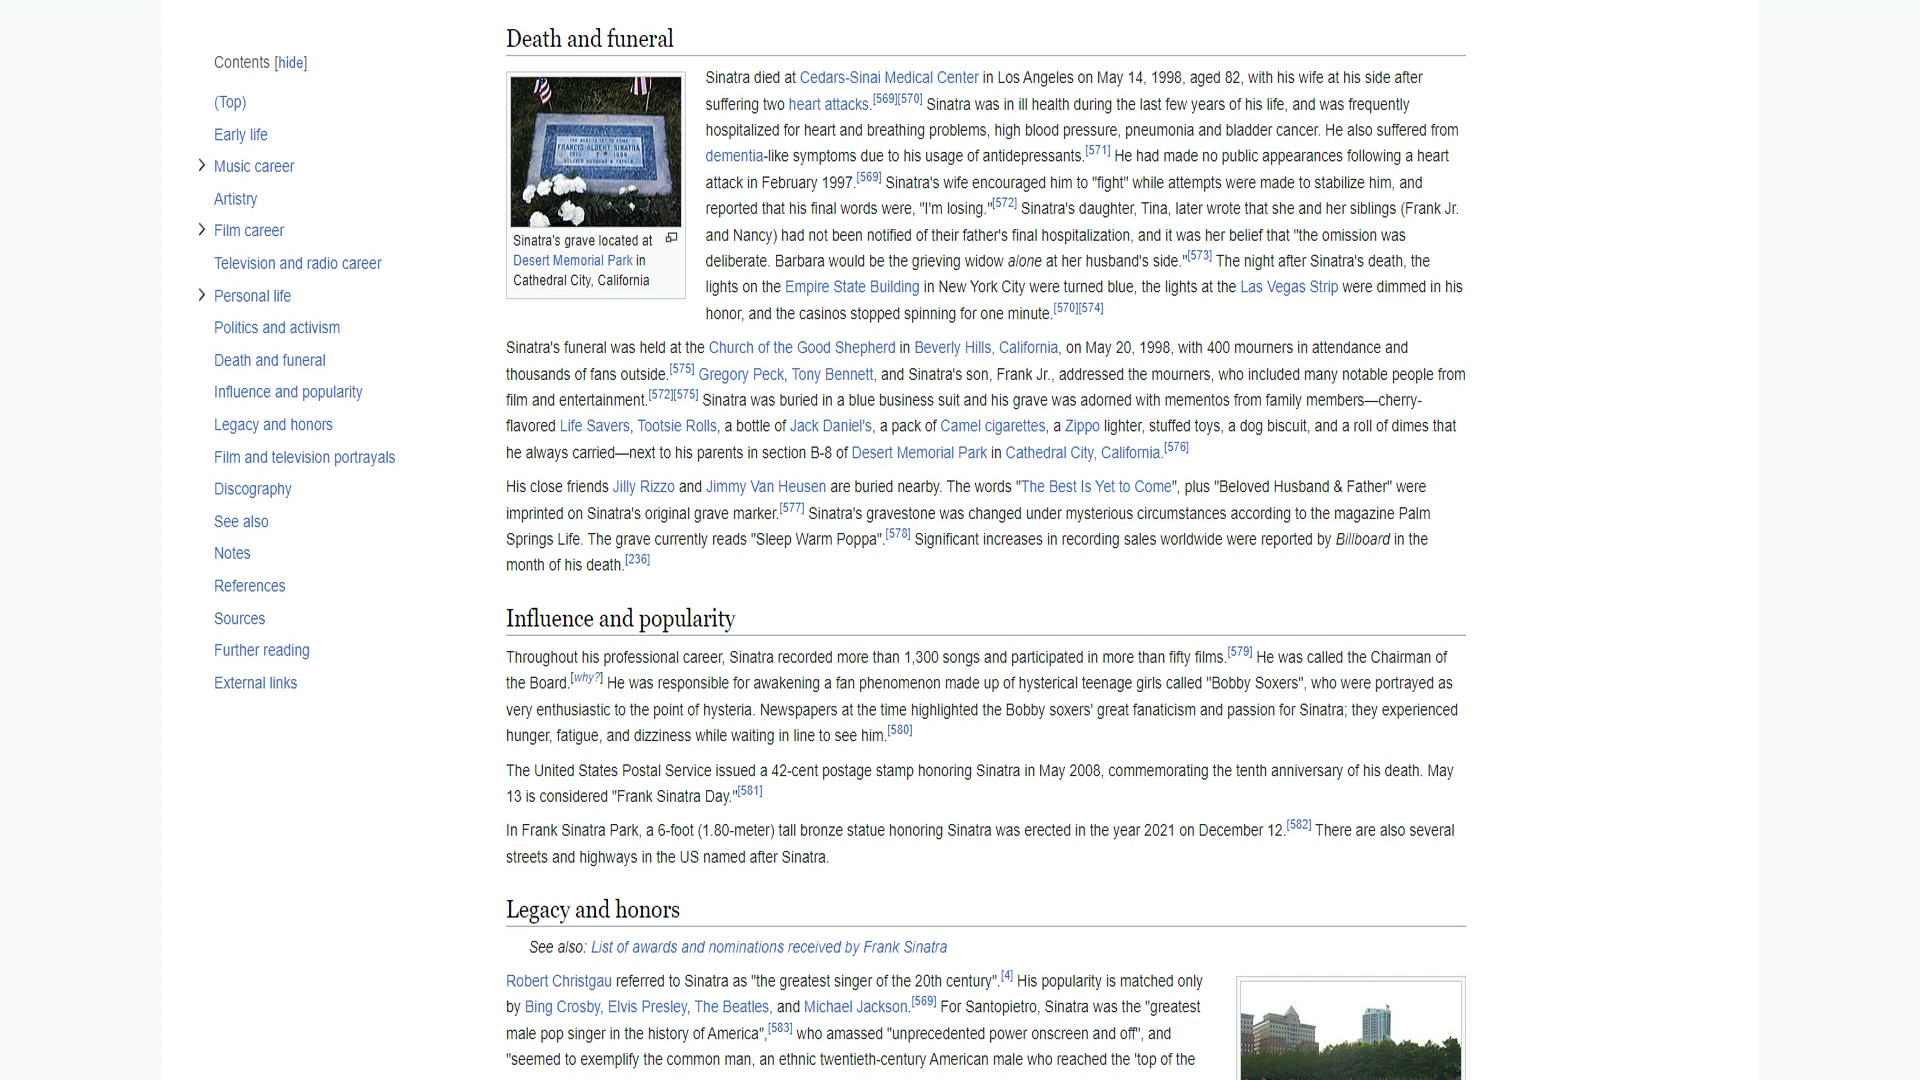 Contents [hide]
(Top)
Early life
Music career
Artistry
Film career
Television and radio career
Personal life
Politics and activism
Death and funeral
Influence and popularity
Legacy and honors
Film and television portrayals
Discography
See also
Notes
References
Sources
Further reading
External links
Death and funeral
FRANCIS ALBERT SINATRA
Sinatra's grave located at
Desert Memorial Park in
Cathedral City, California
Sinatra died at Cedars-Sinai Medical Center in Los Angeles on May 14, 1998, aged 82, with his wife at his side after
suffering two heart attacks.[569][570] Sinatra was in ill health during the last few years of his life, and was frequently
hospitalized for heart and breathing problems, high blood pressure, pneumonia and bladder cancer. He also suffered from
dementia-like symptoms due to his usage of antidepressants.[571] He had made no public appearances following a heart
attack in February 1997.[569] Sinatra's wife encouraged him to "fight" while attempts were made to stabilize him, and
reported that his final words were, "I'm losing."[572] Sinatra's daughter, Tina, later wrote that she and her siblings (Frank Jr.
and Nancy) had not been notified of their father's final hospitalization, and it was her belief that "the omission was
deliberate. Barbara would be the grieving widow alone at her husband's side."[573] The night after Sinatra's death, the
lights on the Empire State Building in New York City were turned blue, the lights at the Las Vegas Strip were dimmed in his
honor, and the casinos stopped spinning for one minute.[570][574]
Sinatra's funeral was held at the Church of the Good Shepherd in Beverly Hills, California, on May 20, 1998, with 400 mourners in attendance and
thousands of fans outside.[575] Gregory Peck, Tony Bennett, and Sinatra's son, Frank Jr., addressed the mourners, who included many notable people from
film and entertainment.[572][575] Sinatra was buried in a blue business suit and his grave was adorned with mementos from family members—cherry-
flavored Life Savers, Tootsie Rolls, a bottle of Jack Daniel's, a pack of Camel cigarettes, a Zippo lighter, stuffed toys, a dog biscuit, and a roll of dimes that
he always carried—next to his parents in section B-8 of Desert Memorial Park in Cathedral City, California.[576]
His close friends Jilly Rizzo and Jimmy Van Heusen are buried nearby. The words "The Best Is Yet to Come", plus "Beloved Husband & Father" were
imprinted on Sinatra's original grave marker.[577] Sinatra's gravestone was changed under mysterious circumstances according to the magazine Palm
Springs Life. The grave currently reads "Sleep Warm Poppa".[578] Significant increases in recording sales worldwide were reported by Billboard in the
month of his death.[236]
Influence and popularity
Throughout his professional career, Sinatra recorded more than 1,300 songs and participated in more than fifty films.[579] He was called the Chairman of
the Board.[why?] He was responsible for awakening a fan phenomenon made up of hysterical teenage girls called "Bobby Soxers", who were portrayed as
very enthusiastic to the point of hysteria. Newspapers at the time highlighted the Bobby soxers' great fanaticism and passion for Sinatra; they experienced
hunger, fatigue, and dizziness while waiting in line to see him.[580]
The United States Postal Service issued a 42-cent postage stamp honoring Sinatra in May 2008, commemorating the tenth anniversary of his death. May
13 is considered "Frank Sinatra Day."[581]
In Frank Sinatra Park, a 6-foot (1.80-meter) tall bronze statue honoring Sinatra was erected in the year 2021 on December 12.[582] There are also several
streets and highways in the US named after Sinatra.
Legacy and honors
See also: List of awards and nominations received by Frank Sinatra
Robert Christgau referred to Sinatra as "the greatest singer of the 20th century".[4] His popularity is matched only
by Bing Crosby, Elvis Presley, The Beatles, and Michael Jackson.[569] For Santopietro, Sinatra was the "greatest
male pop singer in the history of America",[583] who amassed "unprecedented power onscreen and off", and
"seemed to exemplify the common man, an ethnic twentieth-century American male who reached the 'top of the